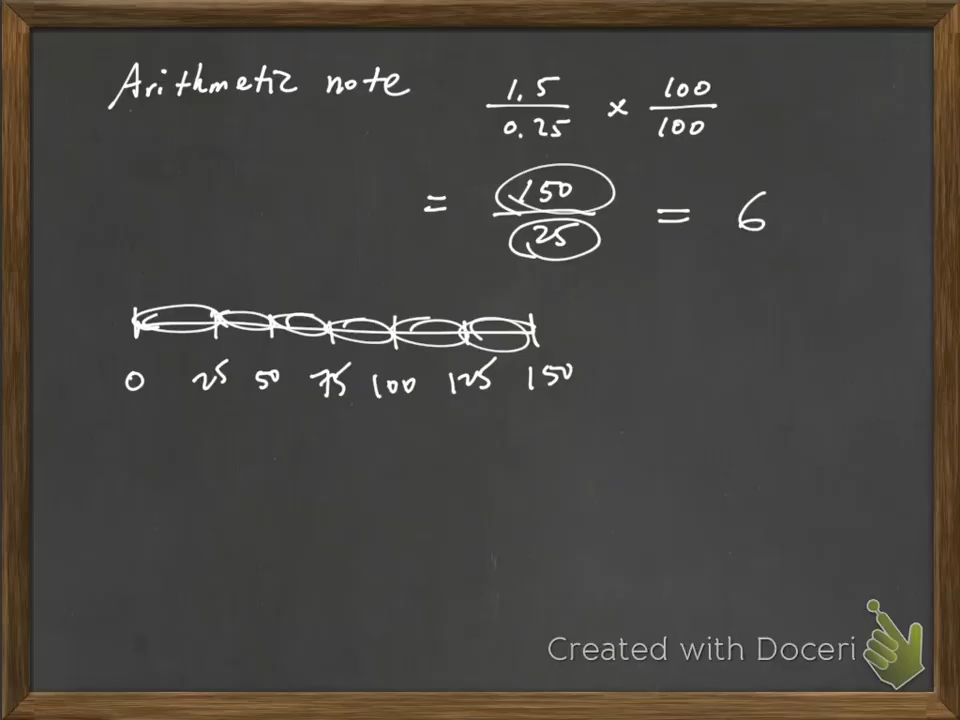 Arithmetic note
1.5 / 0.25 × 100 / 100
= 150 / 25 = 6
0 25 50 75 100 125 150
Created with Doceri